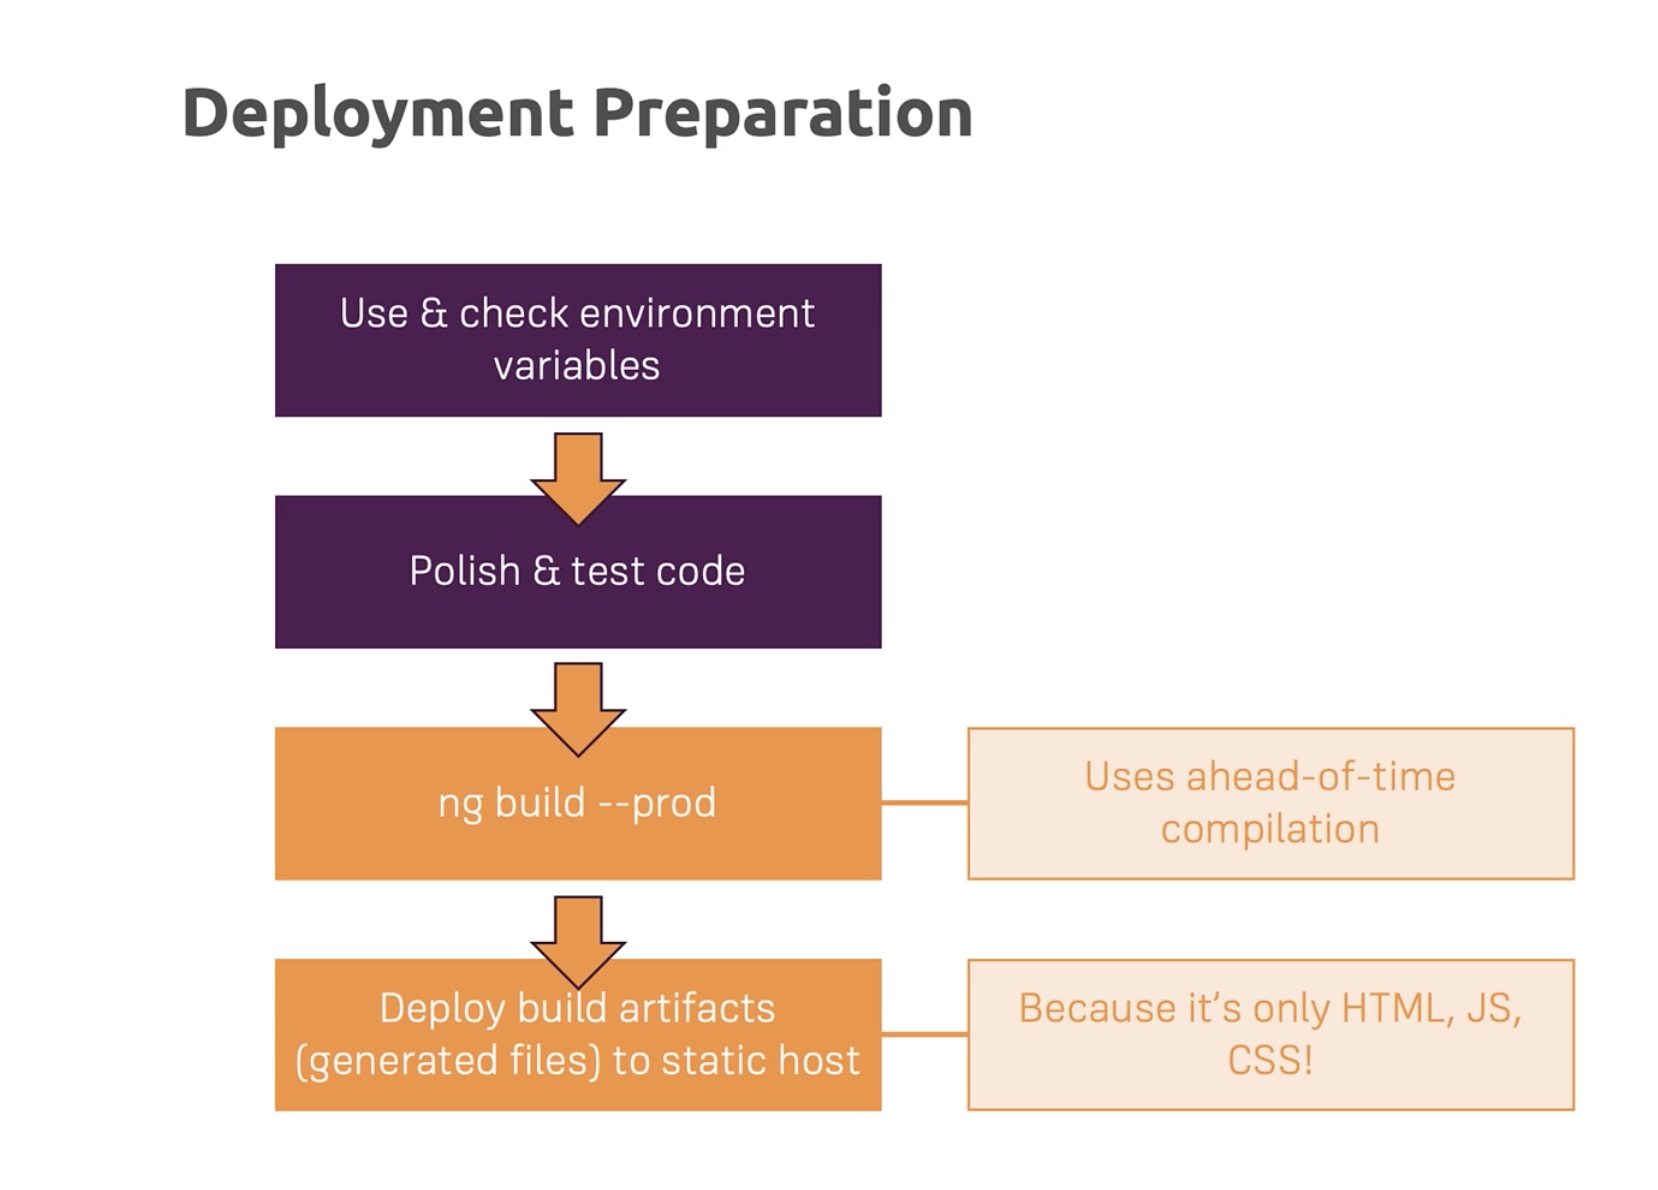 Deployment Preparation
Use & check environment
variables
Polish & test code
ng build --prod
Uses ahead-of-time
compilation
Deploy build artifacts
(generated files) to static host
Because it’s only HTML, JS,
CSS!